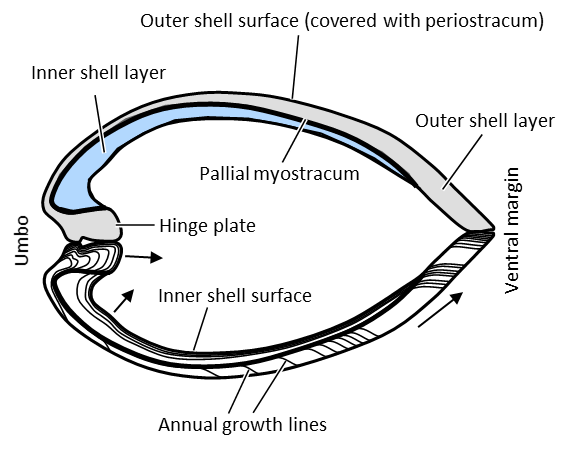 Outer shell surface (covered with periostracum)
Inner shell layer
Outer shell layer
Pallial myostracum
Hinge plate
Umbo
Ventral margin
Inner shell surface
Annual growth lines